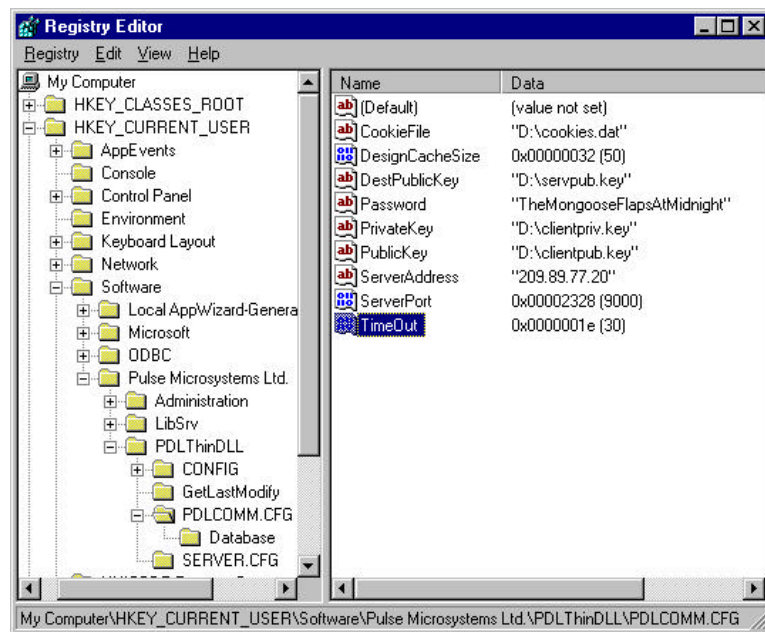 Registry Editor
Registry Edit View Help
My Computer
HKEY_CLASSES_ROOT
HKEY_CURRENT_USER
AppEvents
Console
Control Panel
Environment
Keyboard Layout
Network
Software
Local AppWizard-Genera
Microsoft
ODBC
Pulse Microsystems Ltd.
Administration
LibSrv
PDLThinDLL
CONFIG
GetLastModify
PDLCOMM.CFG
Database
SERVER.CFG
Name Data
(Default) (value not set)
CookieFile "D:\cookies.dat"
DesignCacheSize 0x00000032 (50)
DestPublicKey "D:\servpub.key"
Password "TheMongooseFlapsAtMidnight"
PrivateKey "D:\clientpriv.key"
PublicKey "D:\clientpub.key"
ServerAddress "209.89.77.20"
ServerPort 0x00002328 (9000)
TimeOut 0x0000001e (30)
My Computer\HKEY_CURRENT_USER\Software\Pulse Microsystems Ltd.\PDLThinDLL\PDLCOMM.CFG